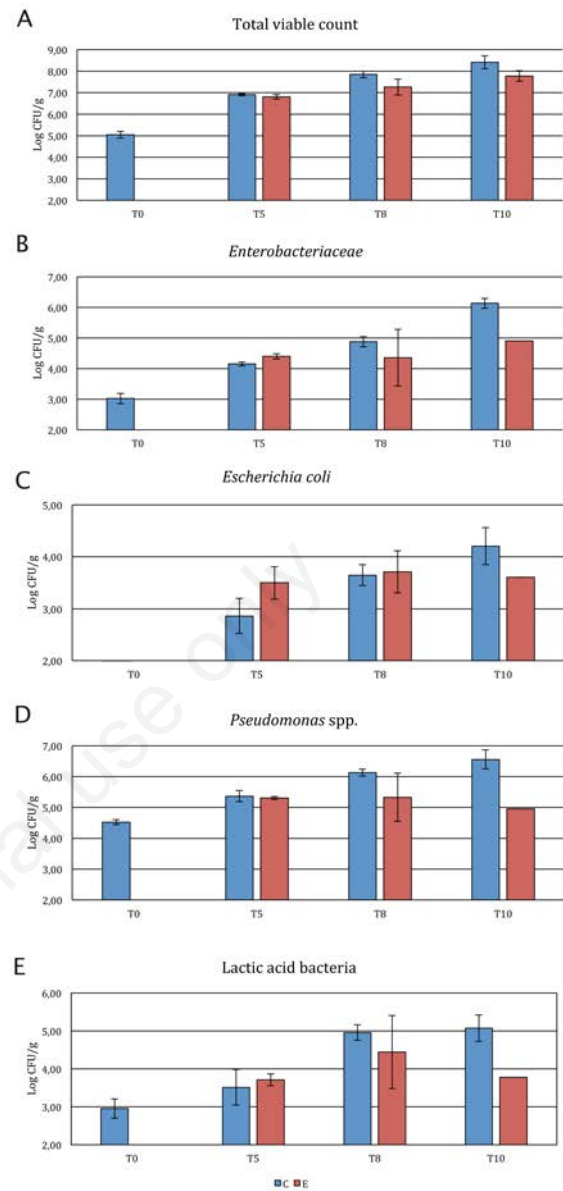 A
Total viable count
9,00
8,00
7,00
6,00
5,00
4,00
3,00
2,00
Log CFU/g
T0 T5 T8 T10
B
Enterobacteriaceae
7,00
6,00
5,00
4,00
3,00
2,00
Log CFU/g
T0 T5 T8 T10
C
Escherichia coli
5,00
4,00
3,00
2,00
Log CFU/g
T0 T5 T8 T10
D
Pseudomonas spp.
7,00
6,00
5,00
4,00
3,00
2,00
Log CFU/g
T0 T5 T8 T10
E
Lactic acid bacteria
6,00
5,00
4,00
3,00
2,00
Log CFU/g
T0 T5 T8 T10
C E
use only